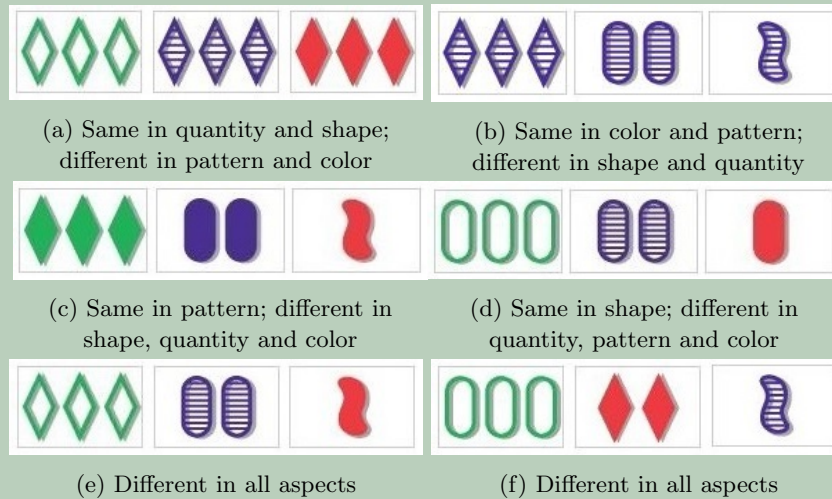 (a) Same in quantity and shape;
different in pattern and color
(b) Same in color and pattern;
different in shape and quantity
(c) Same in pattern; different in
shape, quantity and color
(d) Same in shape; different in
quantity, pattern and color
(e) Different in all aspects
(f) Different in all aspects